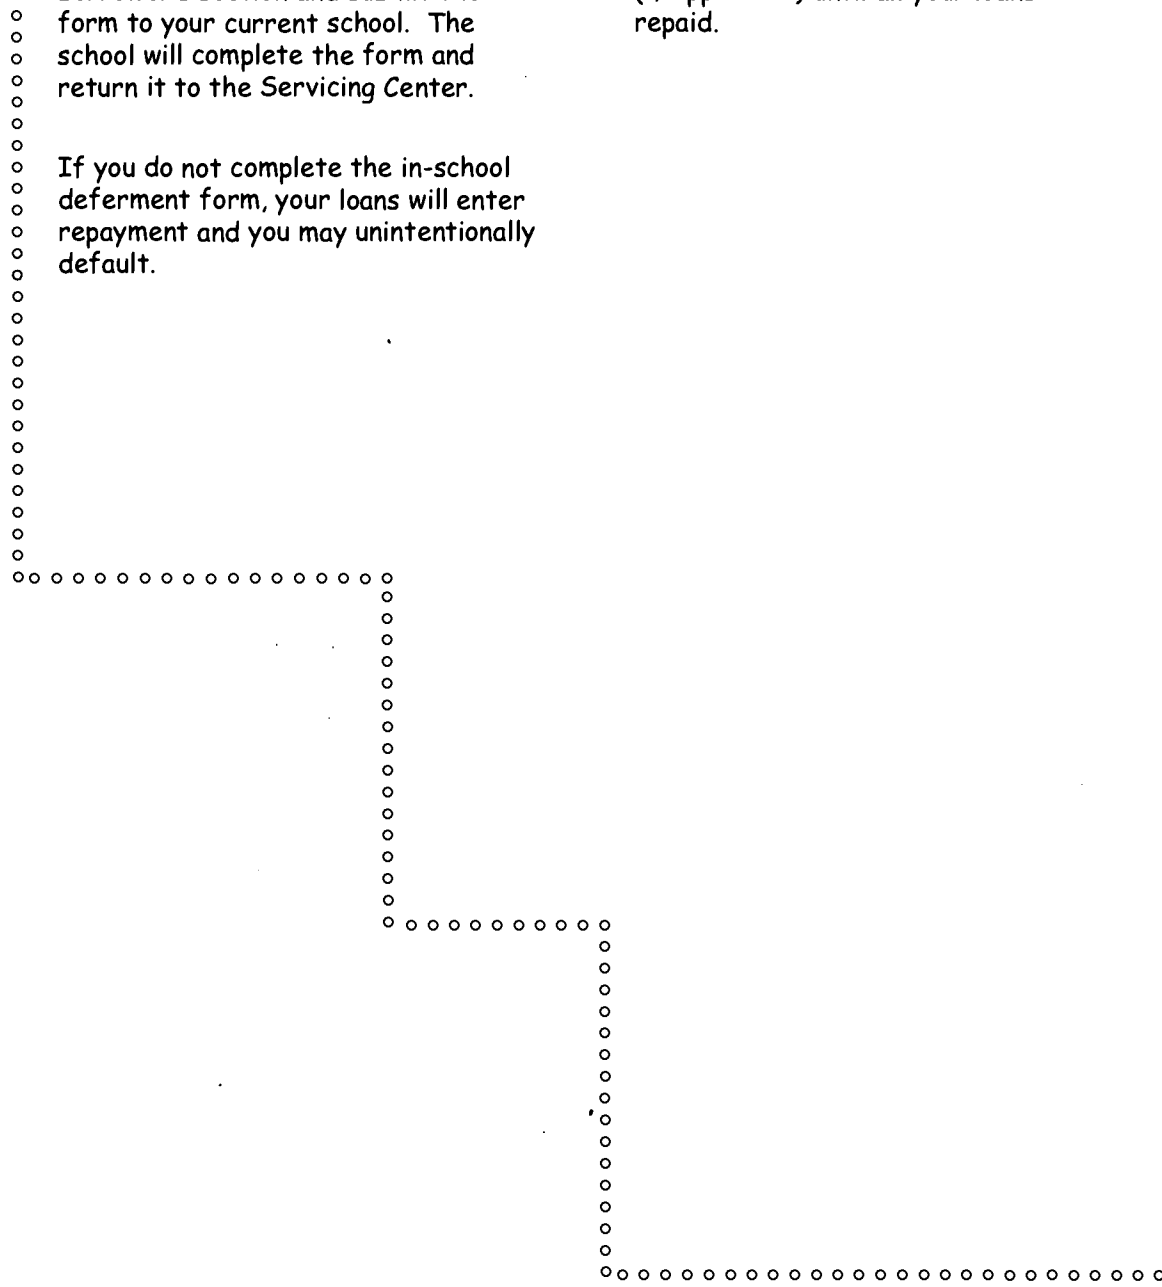 form to your current school. The
school will complete the form and
return it to the Servicing Center.
If you do not complete the in-school
deferment form, your loans will enter
repayment and you may unintentionally
default.
repaid.